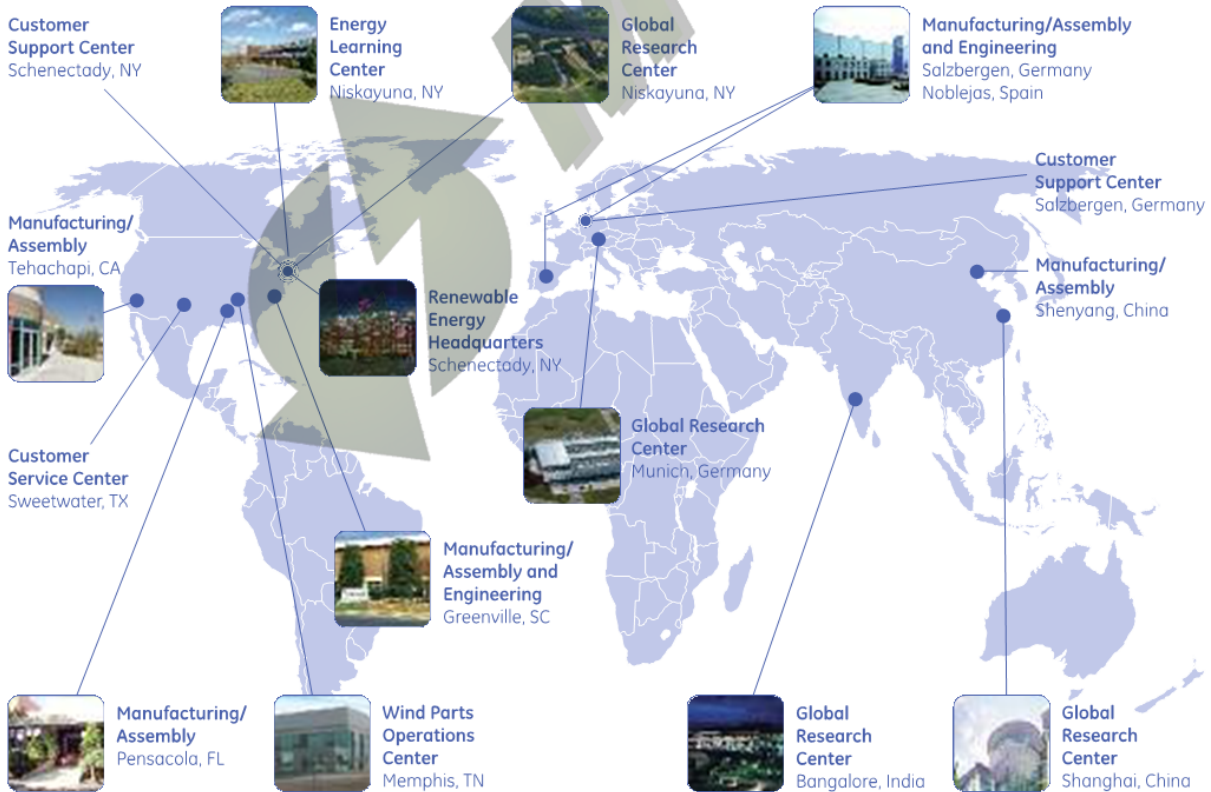 Customer
Support Center
Schenectady, NY
Energy
Learning
Center
Niskayuna, NY
Global
Research
Center
Niskayuna, NY
Manufacturing/Assembly
and Engineering
Salzbergen, Germany
Noblejas, Spain
Customer
Support Center
Salzbergen, Germany
Manufacturing/
Assembly
Tehachapi, CA
Manufacturing/
Assembly
Shenyang, China
Renewable
Energy
Headquarters
Schenectady, NY
Global Research
Center
Munich, Germany
Customer
Service Center
Sweetwater, TX
Manufacturing/
Assembly and
Engineering
Greenville, SC
Manufacturing/
Assembly
Pensacola, FL
Wind Parts
Operations
Center
Memphis, TN
Global
Research
Center
Bangalore, India
Global
Research
Center
Shanghai, China